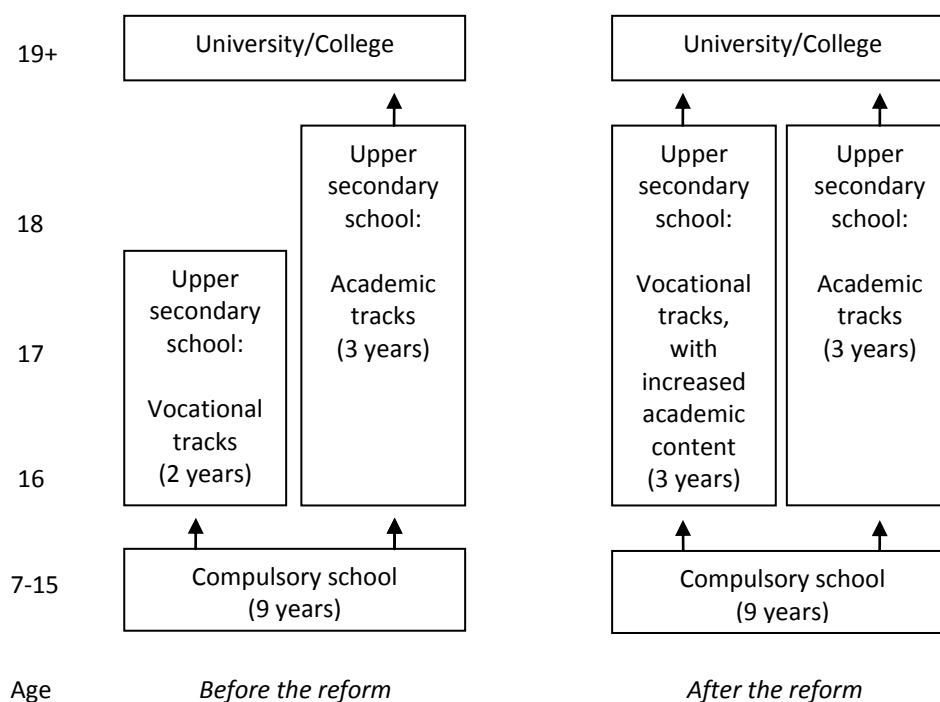 19+
University/College
University/College
Upper
secondary
school:
Academic
tracks
(3 years)
Upper
secondary
school:
Vocational
tracks,
with
increased
academic
content
(3 years)
Upper
secondary
school:
Academic
tracks
(3 years)
18
Upper
secondary
school:
Vocational
tracks
(2 years)
17
16
7-15
Compulsory school
(9 years)
Compulsory school
(9 years)
Age
Before the reform
After the reform